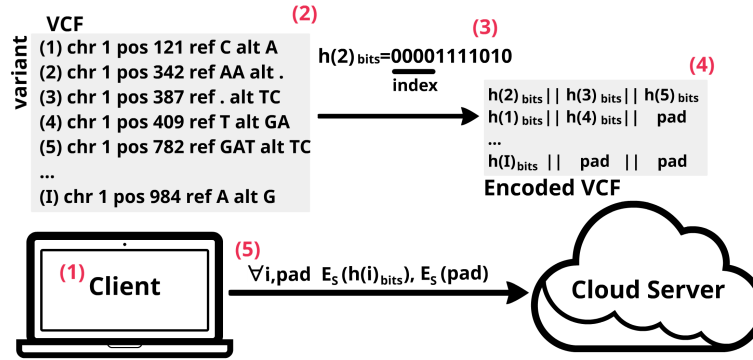 VCF
(2)
variant
(1) chr 1 pos 121 ref C alt A
(2) chr 1 pos 342 ref AA alt .
(3) chr 1 pos 387 ref . alt TC
(4) chr 1 pos 409 ref T alt GA
(5) chr 1 pos 782 ref GAT alt TC
...
(I) chr 1 pos 984 ref A alt G
(3)
h(2) bits=00001111010
index
(4)
h(2) bits || h(3) bits || h(5) bits
h(1) bits || h(4) bits || pad
...
h(I) bits || pad || pad
Encoded VCF
(1) Client
(5)
∀i,pad ES(h(i)bits), ES(pad)
Cloud Server